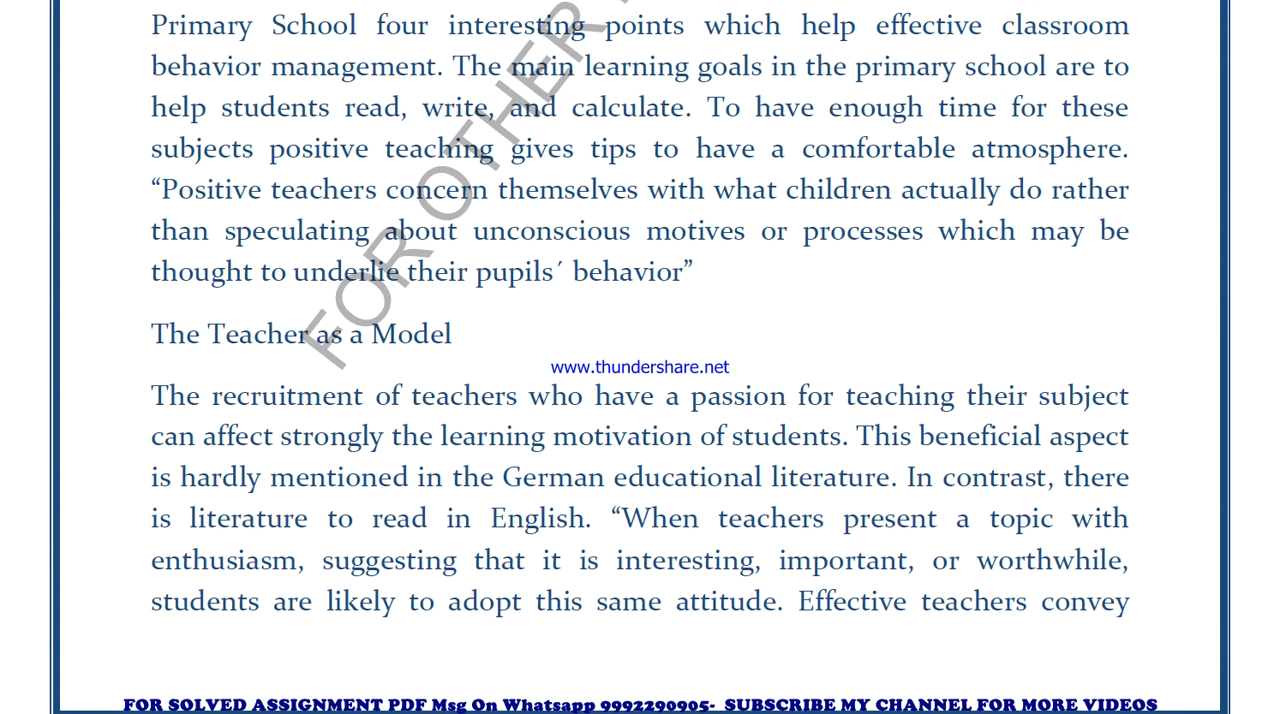 Primary School four interesting points which help effective classroom
behavior management. The main learning goals in the primary school are to
help students read, write, and calculate. To have enough time for these
subjects positive teaching gives tips to have a comfortable atmosphere.
“Positive teachers concern themselves with what children actually do rather
than speculating about unconscious motives or processes which may be
thought to underlie their pupils´ behavior”
The Teacher as a Model
www.thundershare.net
The recruitment of teachers who have a passion for teaching their subject
can affect strongly the learning motivation of students. This beneficial aspect
is hardly mentioned in the German educational literature. In contrast, there
is literature to read in English. “When teachers present a topic with
enthusiasm, suggesting that it is interesting, important, or worthwhile,
students are likely to adopt this same attitude. Effective teachers convey
FOR OTHER
FOR SOLVED ASSIGNMENT PDF Msg On Whatsapp 9992290905- SUBSCRIBE MY CHANNEL FOR MORE VIDEOS